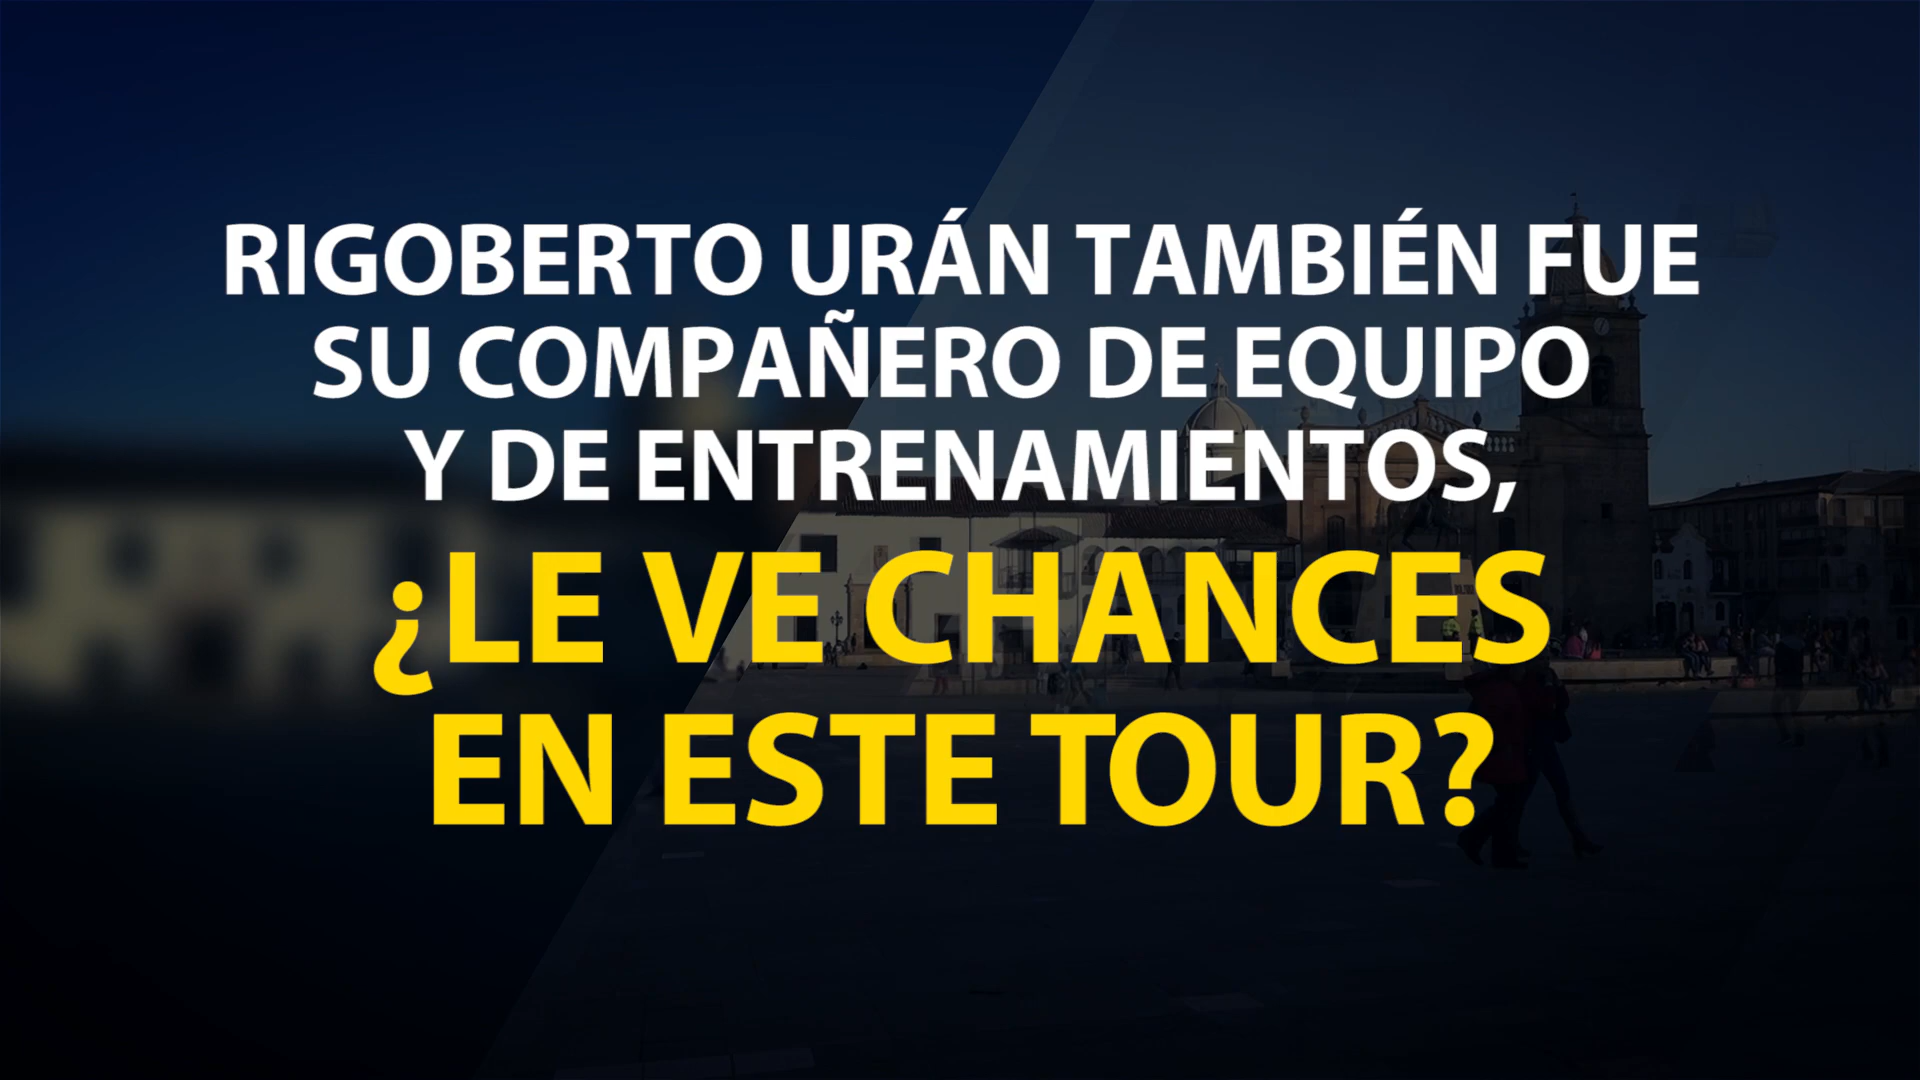 RIGOBERTO URÁN TAMBIÉN FUE
SU COMPAÑERO DE EQUIPO
Y DE ENTRENAMIENTOS,
¿LE VE CHANCES
EN ESTE TOUR?